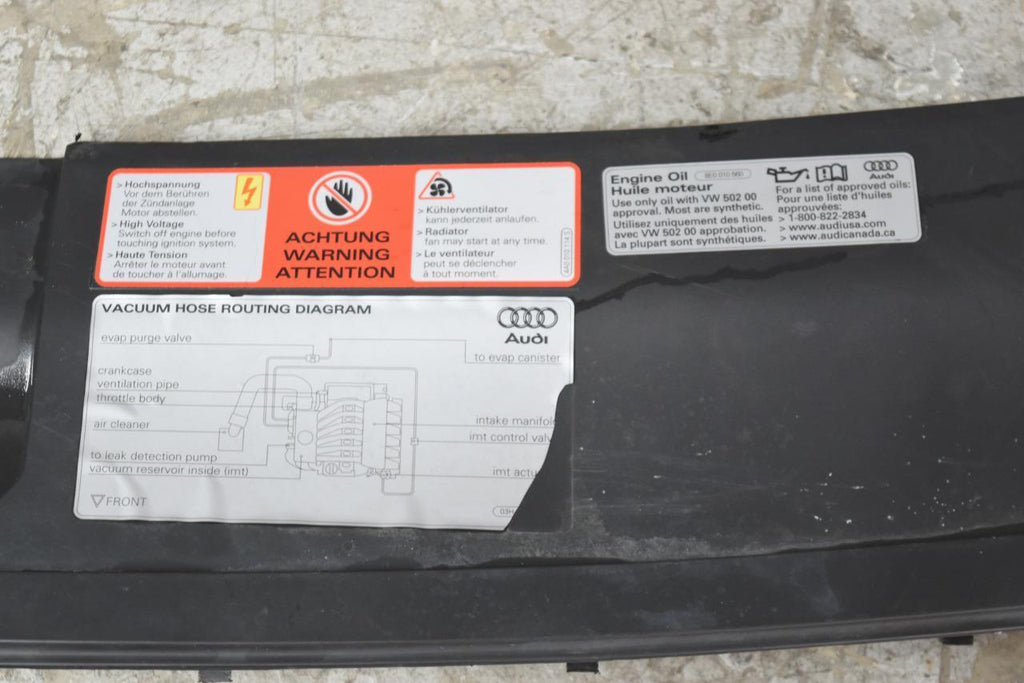 > Hochspannung
Vor dem Berühren
der Zündanlage
Motor abstellen.
> High Voltage
Switch off engine before
touching ignition system.
> Haute Tension
Arrêter le moteur avant
de toucher à l'allumage.
ACHTUNG
WARNING
ATTENTION
> Kühlerventilator
kann jederzeit anlaufen.
> Radiator
fan may start at any time.
> Le ventilateur
peut se déclencher
à tout moment.
4A0 010 114 S
Engine Oil
Huile moteur
Use only oil with VW 502 00
approval. Most are synthetic.
Utilisez uniquement des huiles
avec VW 502 00 approbation.
La plupart sont synthétiques.
Audi
For a list of approved oils:
Pour une liste d'huiles
approuvées:
> 1-800-822-2834
> www.audiusa.com
> www.audicanada.ca
VACUUM HOSE ROUTING DIAGRAM
Audi
evap purge valve
to evap canister
crankcase
ventilation pipe
throttle body
air cleaner
intake manifol
imt control val
to leak detection pump
vacuum reservoir inside (imt)
imt actu
FRONT
03H